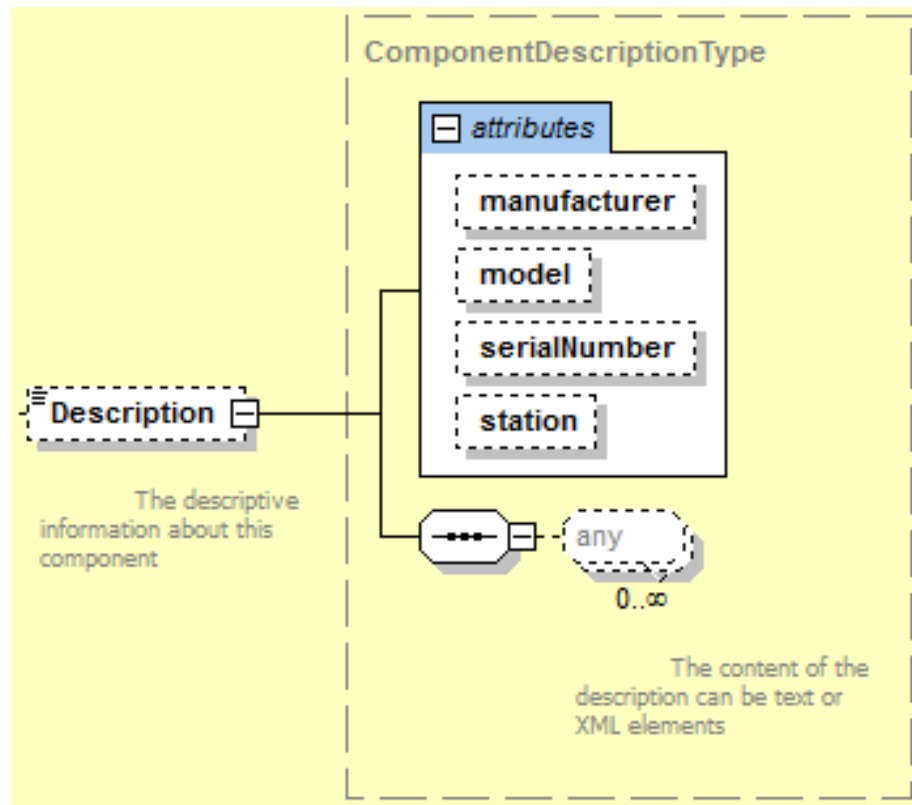 ComponentDescriptionType
attributes
manufacturer
model
serialNumber
station
Description
The descriptive
information about this
component
any
0..∞
The content of the
description can be text or
XML elements